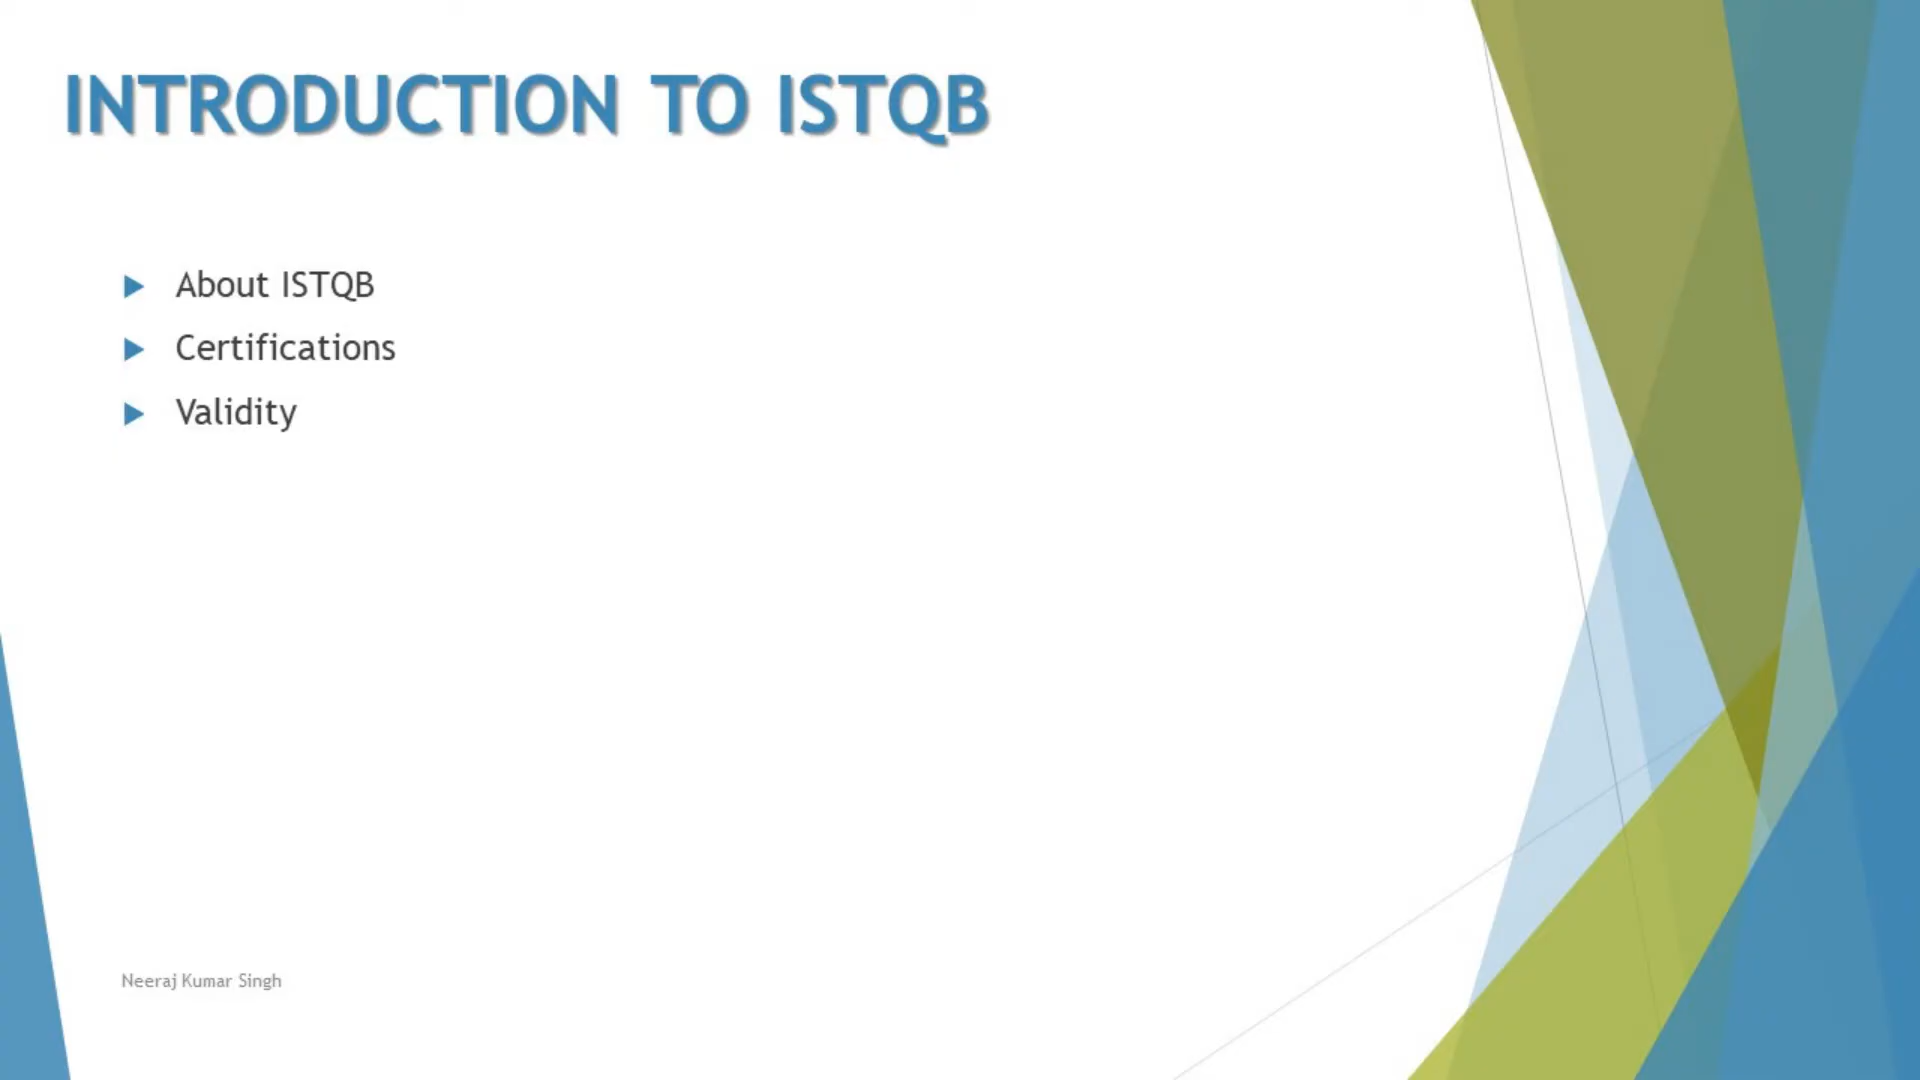 INTRODUCTION TO ISTQB
About ISTQB
Certifications
Validity
Neeraj Kumar Singh